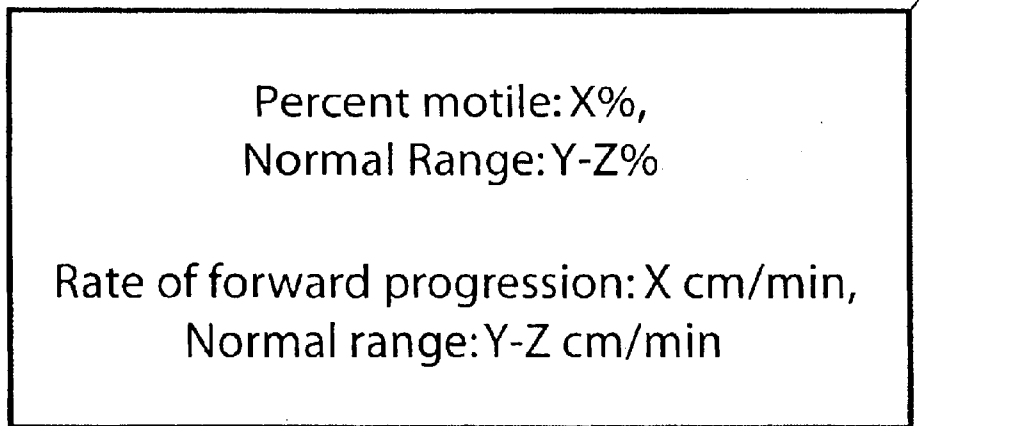 Percent motile: X%,
Normal Range: Y-Z%
Rate of forward progression: X cm/min,
Normal range: Y-Z cm/min